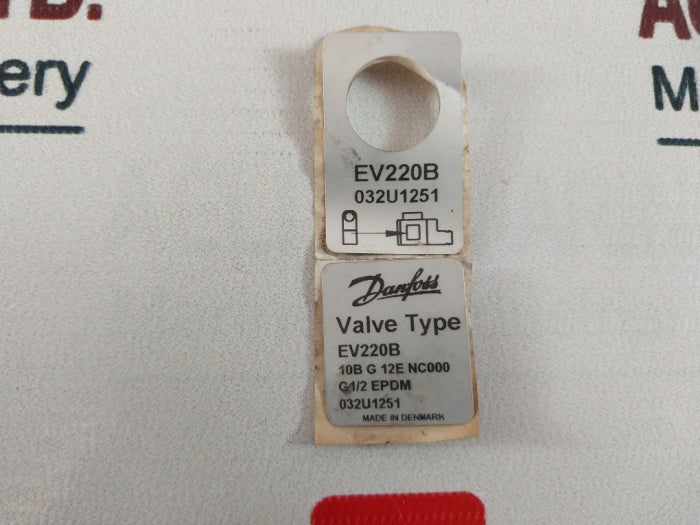 D.
ery
A
M
EV220B
032U1251
Danfoss
Valve Type
EV220B
10B G 12E NC000
G1/2 EPDM
032U1251
MADE IN DENMARK